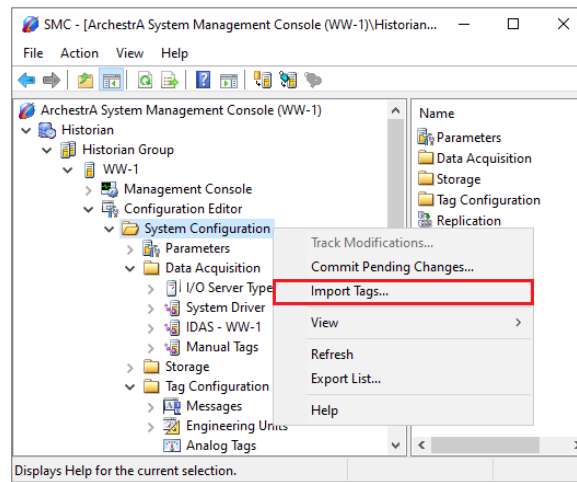 SMC - [ArchestrA System Management Console (WW-1)\Historian...
File Action View Help
ArchestrA System Management Console (WW-1)
Historian
Historian Group
WW-1
Management Console
Configuration Editor
System Configuration
Parameters
Data Acquisition
I/O Server Type
System Driver
IDAS - WW-1
Manual Tags
Storage
Tag Configuration
Messages
Engineering Units
Analog Tags
Name
Parameters
Data Acquisition
Storage
Tag Configuration
Replication
Track Modifications...
Commit Pending Changes...
Import Tags...
View
Refresh
Export List...
Help
Displays Help for the current selection.